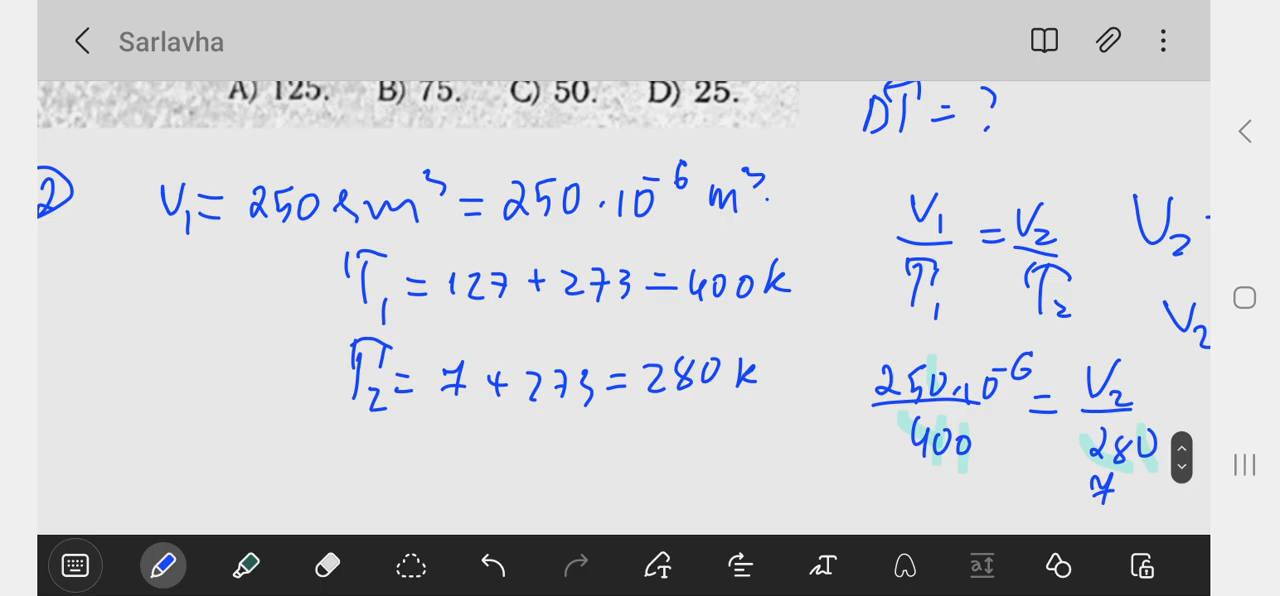 Sarlavha
A) 125. B) 75. C) 50. D) 25.
DT = ?
2) V₁ = 250 sm³ = 250 · 10⁻⁶ m³.
T₁ = 127 + 273 = 400 k
T₂ = 7 + 273 = 280 k
V₁/T₁ = V₂/T₂
V₂
V₂
250·10⁻⁶/400 = V₂/280
7